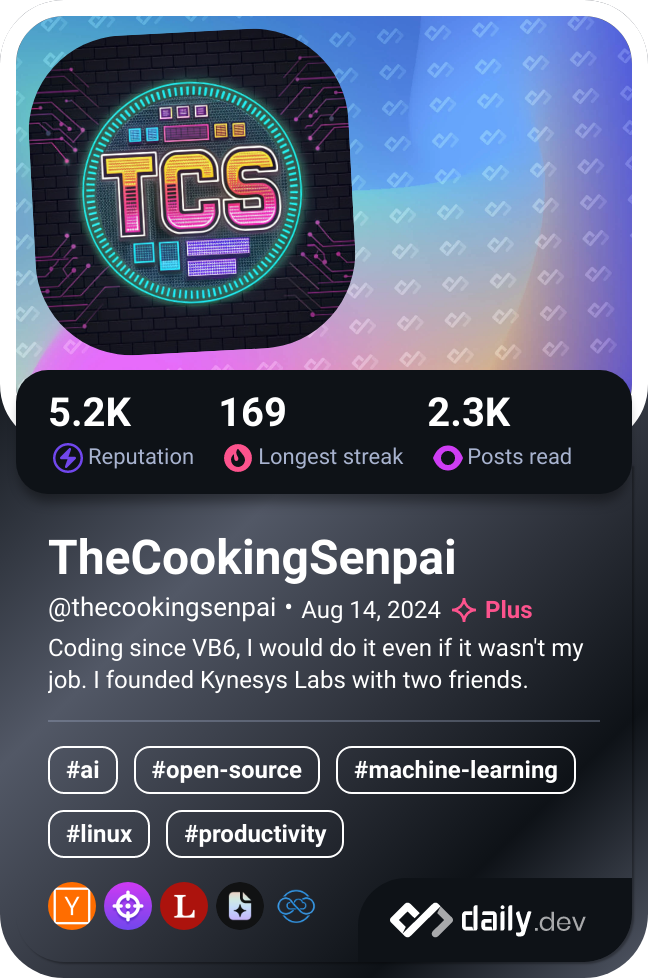 TCS
5.2K 169 2.3K
Reputation Longest streak Posts read
TheCookingSenpai
@thecookingsenpai • Aug 14, 2024 Plus
Coding since VB6, I would do it even if it wasn't my
job. I founded Kynesys Labs with two friends.
#ai #open-source #machine-learning
#linux #productivity
Y L
daily.dev